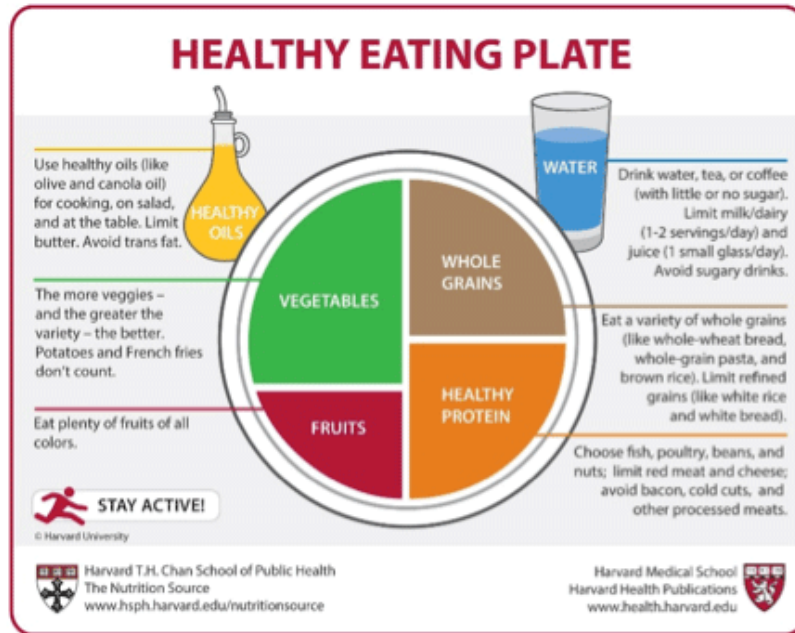 HEALTHY EATING PLATE
Use healthy oils (like
olive and canola oil)
for cooking, on salad,
and at the table. Limit
butter. Avoid trans fat.
HEALTHY
OILS
The more veggies –
and the greater the
variety – the better.
Potatoes and French fries
don't count.
Eat plenty of fruits of all
colors.
VEGETABLES
FRUITS
WHOLE
GRAINS
HEALTHY
PROTEIN
WATER
Drink water, tea, or coffee
(with little or no sugar).
Limit milk/dairy
(1-2 servings/day) and
juice (1 small glass/day).
Avoid sugary drinks.
Eat a variety of whole grains
(like whole-wheat bread,
whole-grain pasta, and
brown rice). Limit refined
grains (like white rice
and white bread).
Choose fish, poultry, beans, and
nuts; limit red meat and cheese;
avoid bacon, cold cuts, and
other processed meats.
STAY ACTIVE!
© Harvard University
Harvard T.H. Chan School of Public Health
The Nutrition Source
www.hsph.harvard.edu/nutritionsource
Harvard Medical School
Harvard Health Publications
www.health.harvard.edu